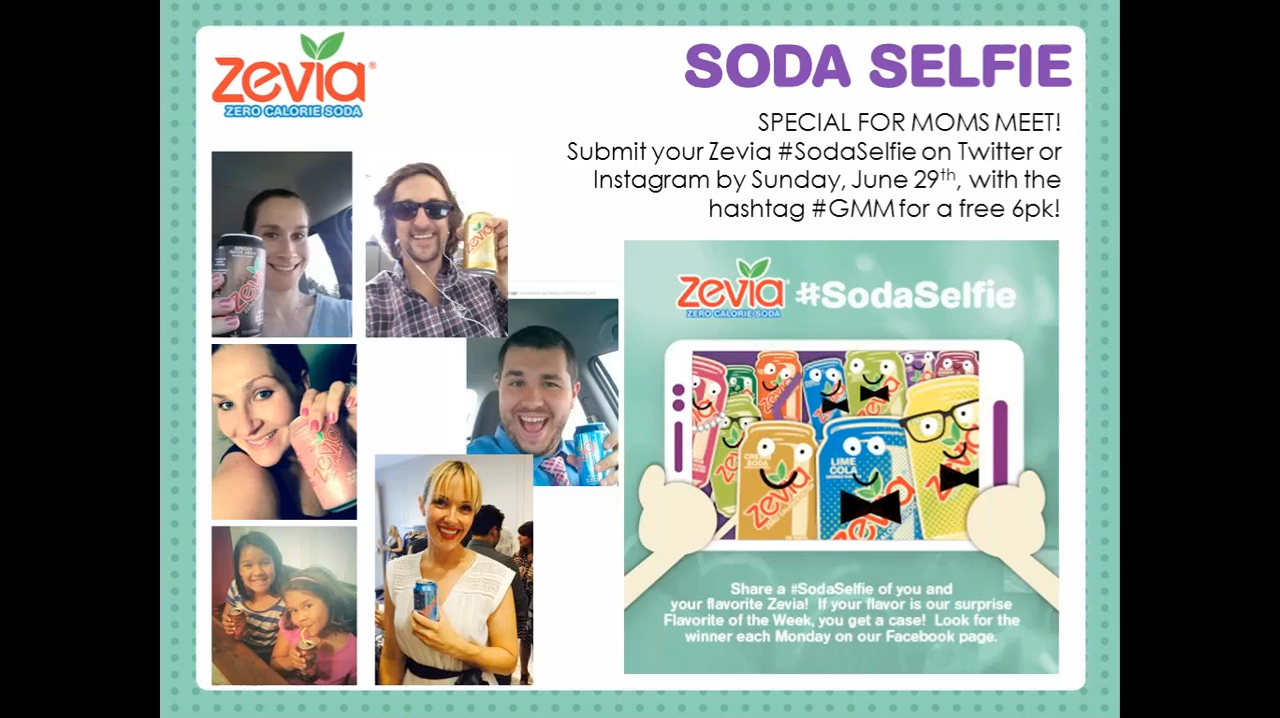 zevia®
ZERO CALORIE SODA
SODA SELFIE
SPECIAL FOR MOMS MEET!
Submit your Zevia #SodaSelfie on Twitter or
Instagram by Sunday, June 29th, with the
hashtag #GMM for a free 6pk!
zevia #SodaSelfie
ZERO CALORIE SODA
CREAM
SODA
zevia
LIME
COLA
zevia
zevia
Share a #SodaSelfie of you and
your flavorite Zevia! If your flavor is our surprise
Flavorite of the Week, you get a case! Look for the
winner each Monday on our Facebook page.